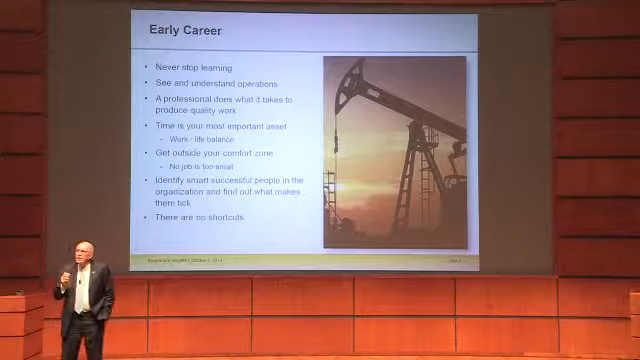 Early Career
• Never stop learning
• See and understand operations
• A professional does what it takes to
produce quality work
• Time is your most important asset
- Work - life balance
• Get outside your comfort zone
- No job is too small
• Identify smart successful people in the
organization and find out what makes
them tick
• There are no shortcuts